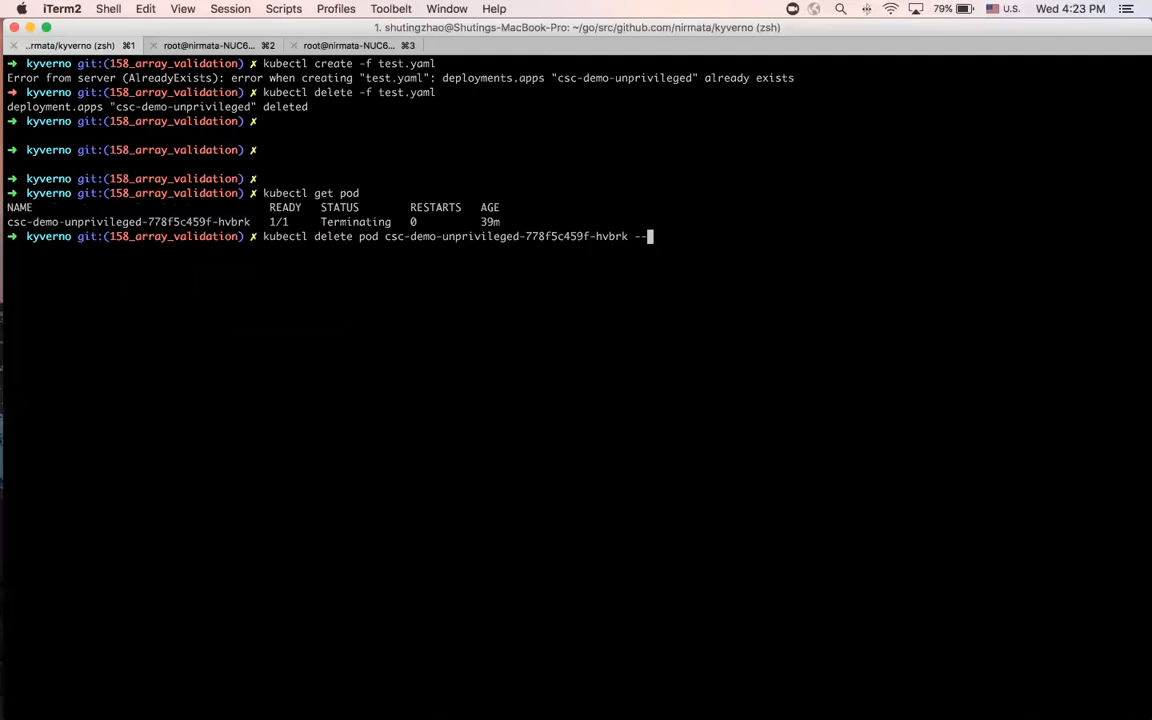 iTerm2 Shell Edit View Session Scripts Profiles Toolbelt Window Help 79% U.S. Wed 4:23 PM
1. shutingzhao@Shutings-MacBook-Pro: ~/go/src/github.com/nirmata/kyverno (zsh)
× ..rmata/kyverno (zsh) ⌘1 × root@nirmata-NUC6... ⌘2 × root@nirmata-NUC6... ⌘3
➜ kyverno git:(158_array_validation) ✗ kubectl create -f test.yaml
Error from server (AlreadyExists): error when creating "test.yaml": deployments.apps "csc-demo-unprivileged" already exists
➜ kyverno git:(158_array_validation) ✗ kubectl delete -f test.yaml
deployment.apps "csc-demo-unprivileged" deleted
➜ kyverno git:(158_array_validation) ✗
➜ kyverno git:(158_array_validation) ✗
➜ kyverno git:(158_array_validation) ✗
➜ kyverno git:(158_array_validation) ✗ kubectl get pod
NAME READY STATUS RESTARTS AGE
csc-demo-unprivileged-778f5c459f-hvbrk 1/1 Terminating 0 39m
➜ kyverno git:(158_array_validation) ✗ kubectl delete pod csc-demo-unprivileged-778f5c459f-hvbrk --